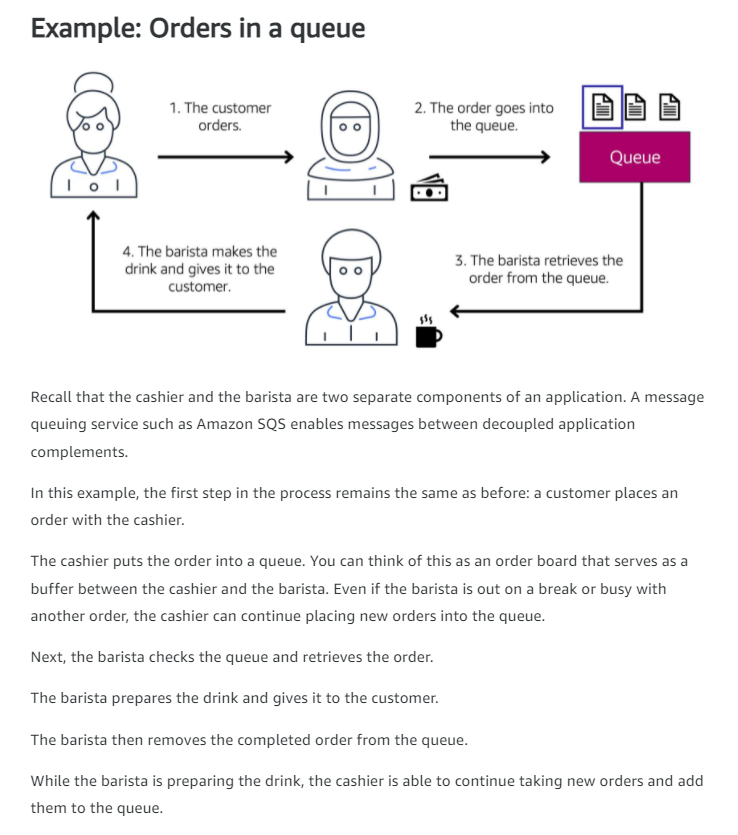 Example: Orders in a queue
1. The customer
orders.
2. The order goes into
the queue.
Queue
4. The barista makes the
drink and gives it to the
customer.
3. The barista retrieves the
order from the queue.
Recall that the cashier and the barista are two separate components of an application. A message
queuing service such as Amazon SQS enables messages between decoupled application
complements.
In this example, the first step in the process remains the same as before: a customer places an
order with the cashier.
The cashier puts the order into a queue. You can think of this as an order board that serves as a
buffer between the cashier and the barista. Even if the barista is out on a break or busy with
another order, the cashier can continue placing new orders into the queue.
Next, the barista checks the queue and retrieves the order.
The barista prepares the drink and gives it to the customer.
The barista then removes the completed order from the queue.
While the barista is preparing the drink, the cashier is able to continue taking new orders and add
them to the queue.